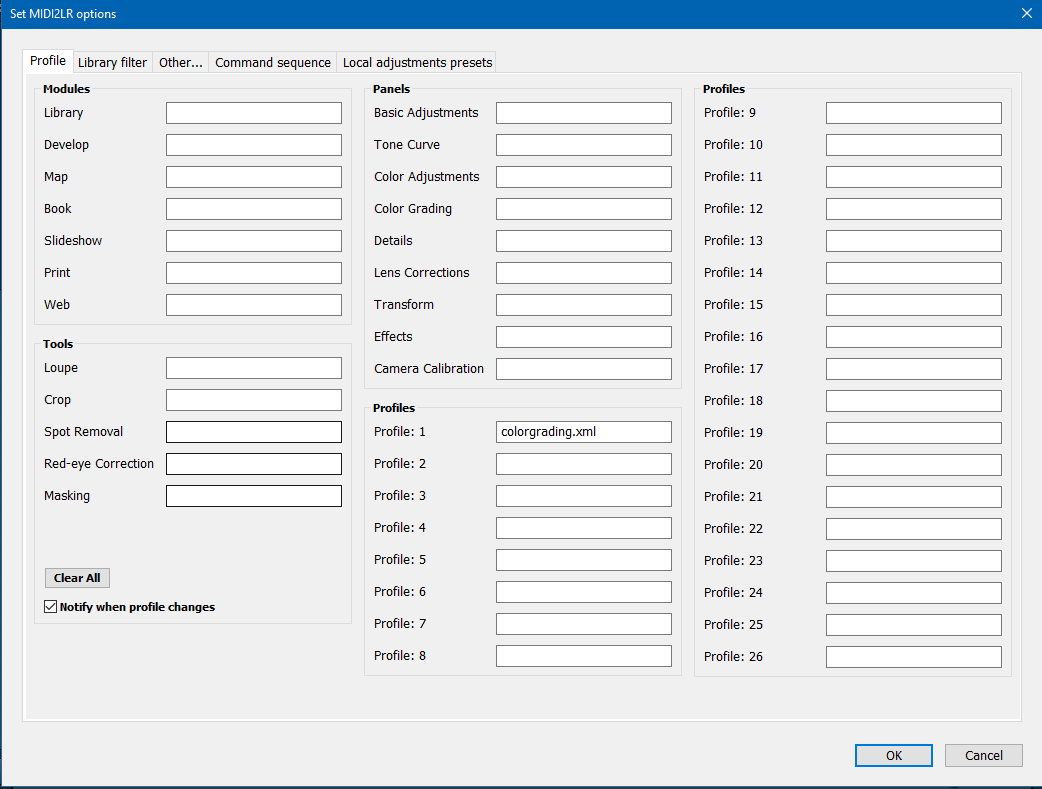 Set MIDI2LR options
Profile
Library filter
Other...
Command sequence
Local adjustments presets
Modules
Library
Develop
Map
Book
Slideshow
Print
Web
Tools
Loupe
Crop
Spot Removal
Red-eye Correction
Masking
Clear All
Notify when profile changes
Panels
Basic Adjustments
Tone Curve
Color Adjustments
Color Grading
Details
Lens Corrections
Transform
Effects
Camera Calibration
Profiles
Profile: 1 colorgrading.xml
Profile: 2
Profile: 3
Profile: 4
Profile: 5
Profile: 6
Profile: 7
Profile: 8
Profiles
Profile: 9
Profile: 10
Profile: 11
Profile: 12
Profile: 13
Profile: 14
Profile: 15
Profile: 16
Profile: 17
Profile: 18
Profile: 19
Profile: 20
Profile: 21
Profile: 22
Profile: 23
Profile: 24
Profile: 25
Profile: 26
OK
Cancel